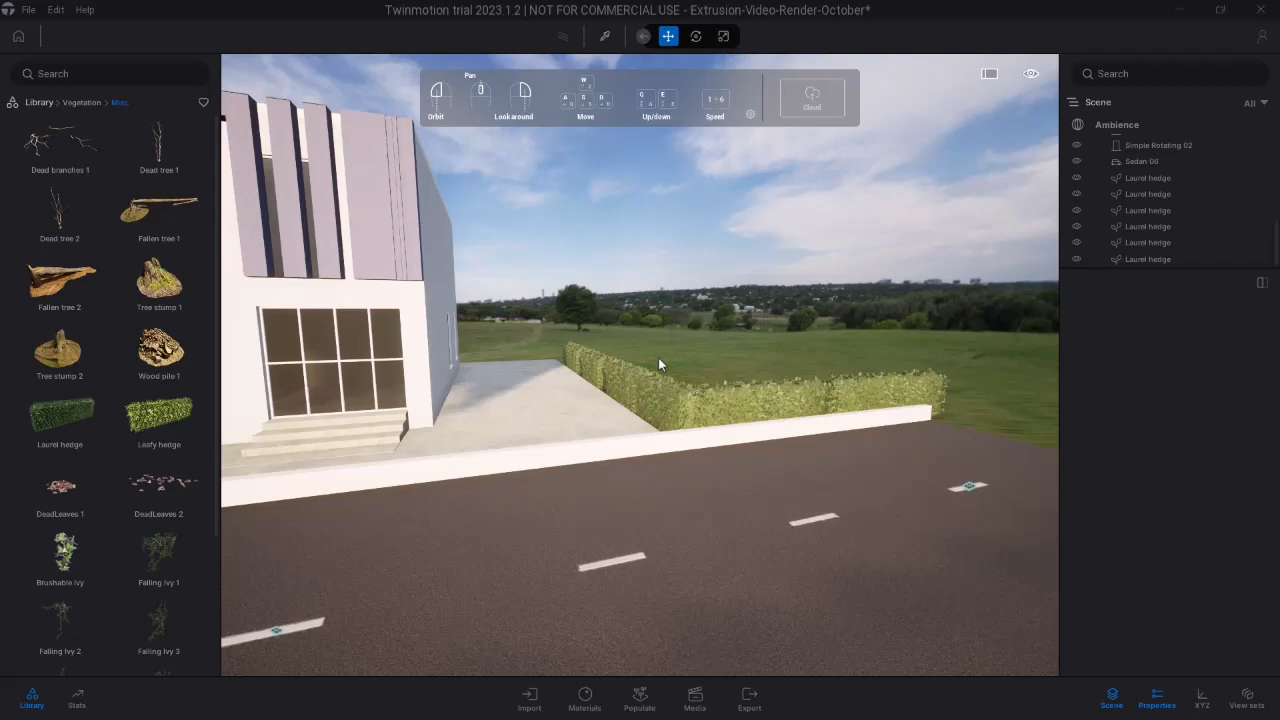 File Edit Help
Twinmotion trial 2023.1.2 | NOT FOR COMMERCIAL USE - Extrusion-Video-Render-October*
Search
Library > Vegetation > Misc.
Dead branches 1
Dead tree 1
Dead tree 2
Fallen tree 1
Fallen tree 2
Tree stump 1
Tree stump 2
Wood pile 1
Laurel hedge
Leafy hedge
DeadLeaves 1
DeadLeaves 2
Brushable Ivy
Falling Ivy 1
Falling Ivy 2
Falling Ivy 3
Pan
Orbit
Look around
W
A S D
Move
Q E
Up/down
1 ÷ 6
Speed
Cloud
Search
Scene
All
Ambience
Simple Rotating 02
Sedan 06
Laurel hedge
Laurel hedge
Laurel hedge
Laurel hedge
Laurel hedge
Laurel hedge
Library
Stats
Import
Materials
Populate
Media
Export
Scene
Properties
XYZ
View sets